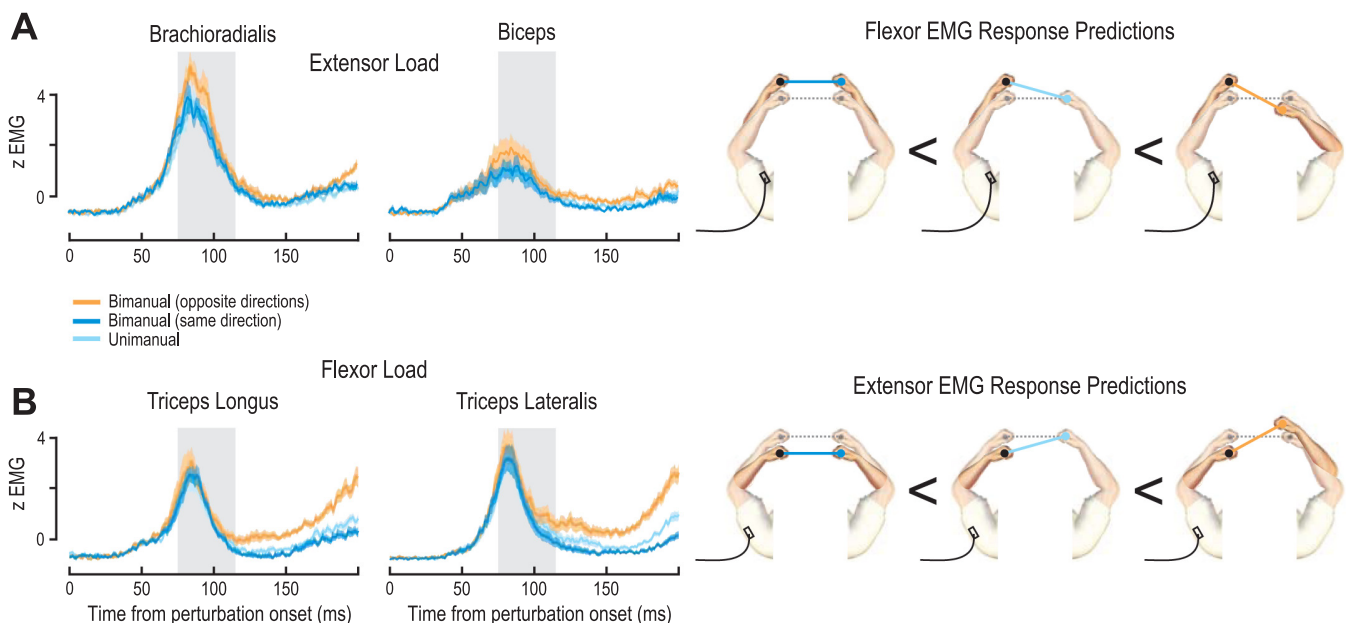 A
Brachioradialis
Biceps
Flexor EMG Response Predictions
Extensor Load
z EMG
4
0
< <
0 50 100 150
0 50 100 150
Bimanual (opposite directions)
Bimanual (same direction)
Unimanual
Flexor Load
Extensor EMG Response Predictions
B
Triceps Longus
Triceps Lateralis
z EMG
4
0
< <
0 50 100 150
0 50 100 150
Time from perturbation onset (ms)
Time from perturbation onset (ms)